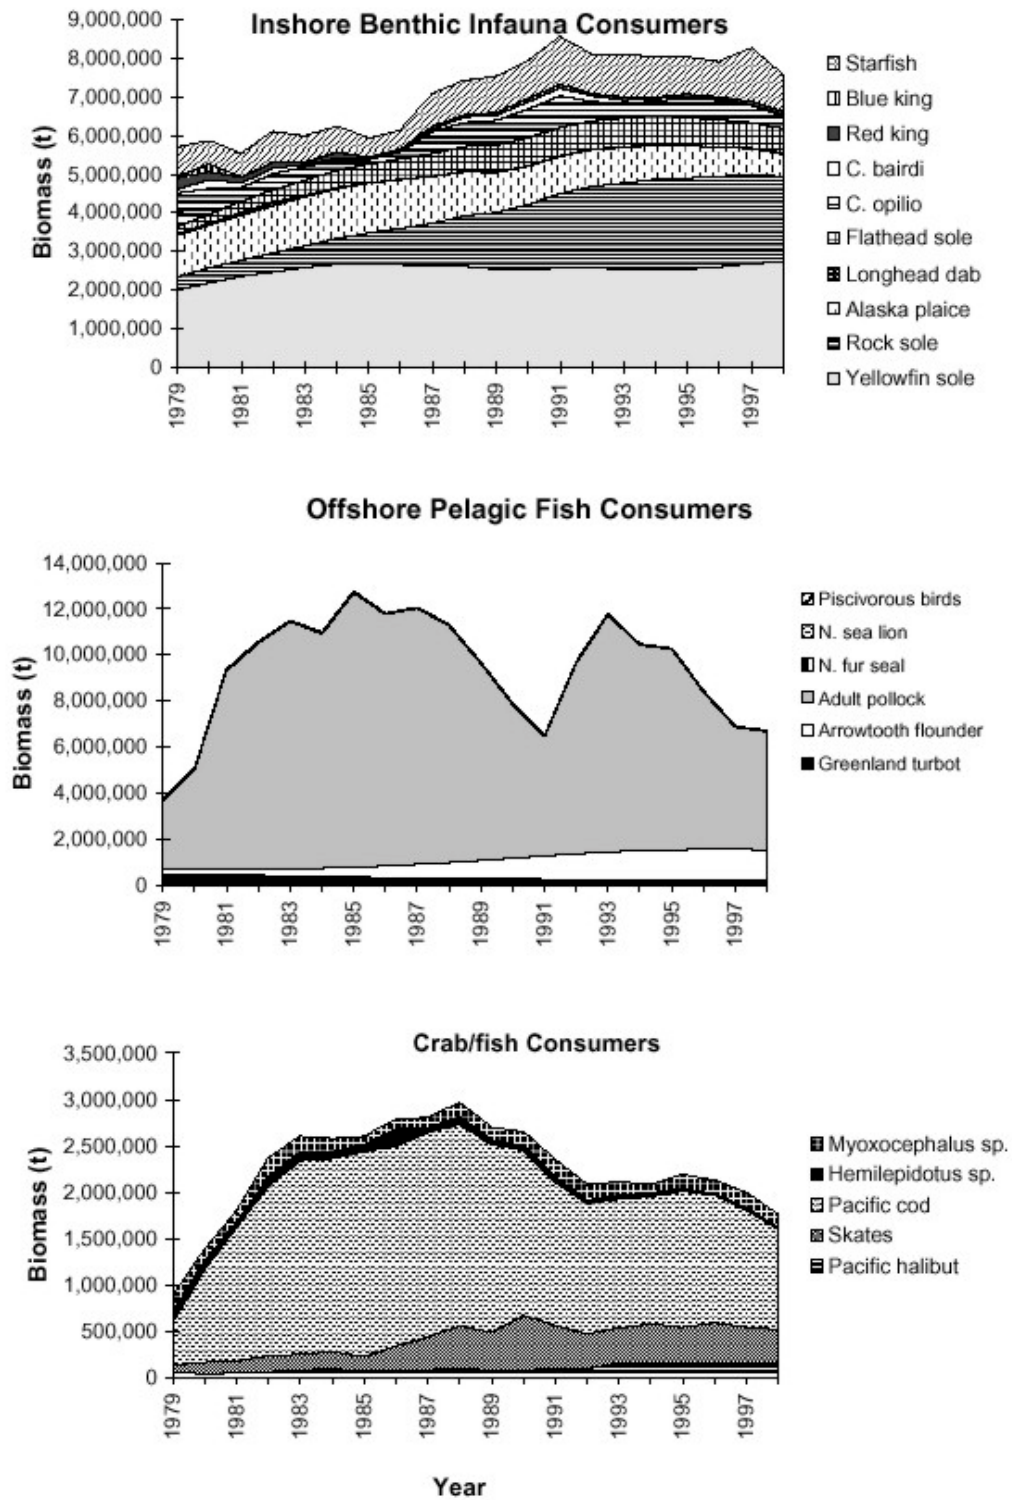 Inshore Benthic Infauna Consumers
9,000,000
8,000,000
7,000,000
6,000,000
5,000,000
4,000,000
3,000,000
2,000,000
1,000,000
0
Biomass (t)
1979
1981
1983
1985
1987
1989
1991
1993
1995
1997
Starfish
Blue king
Red king
C. bairdi
C. opilio
Flathead sole
Longhead dab
Alaska plaice
Rock sole
Yellowfin sole
Offshore Pelagic Fish Consumers
14,000,000
12,000,000
10,000,000
8,000,000
6,000,000
4,000,000
2,000,000
0
Biomass (t)
1979
1981
1983
1985
1987
1989
1991
1993
1995
1997
Piscivorous birds
N. sea lion
N. fur seal
Adult pollock
Arrowtooth flounder
Greenland turbot
Crab/fish Consumers
3,500,000
3,000,000
2,500,000
2,000,000
1,500,000
1,000,000
500,000
0
Biomass (t)
1979
1981
1983
1985
1987
1989
1991
1993
1995
1997
Myoxocephalus sp.
Hemilepidotus sp.
Pacific cod
Skates
Pacific halibut
Year